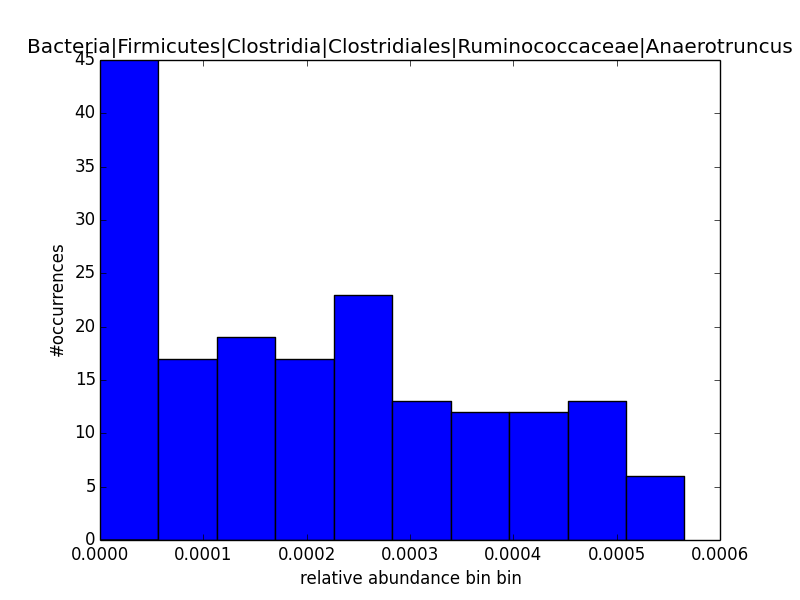 Bacteria|Firmicutes|Clostridia|Clostridiales|Ruminococcaceae|Anaerotruncus
45
40
35
30
25
20
15
10
5
0
#occurrences
0.0000 0.0001 0.0002 0.0003 0.0004 0.0005 0.0006
relative abundance bin bin